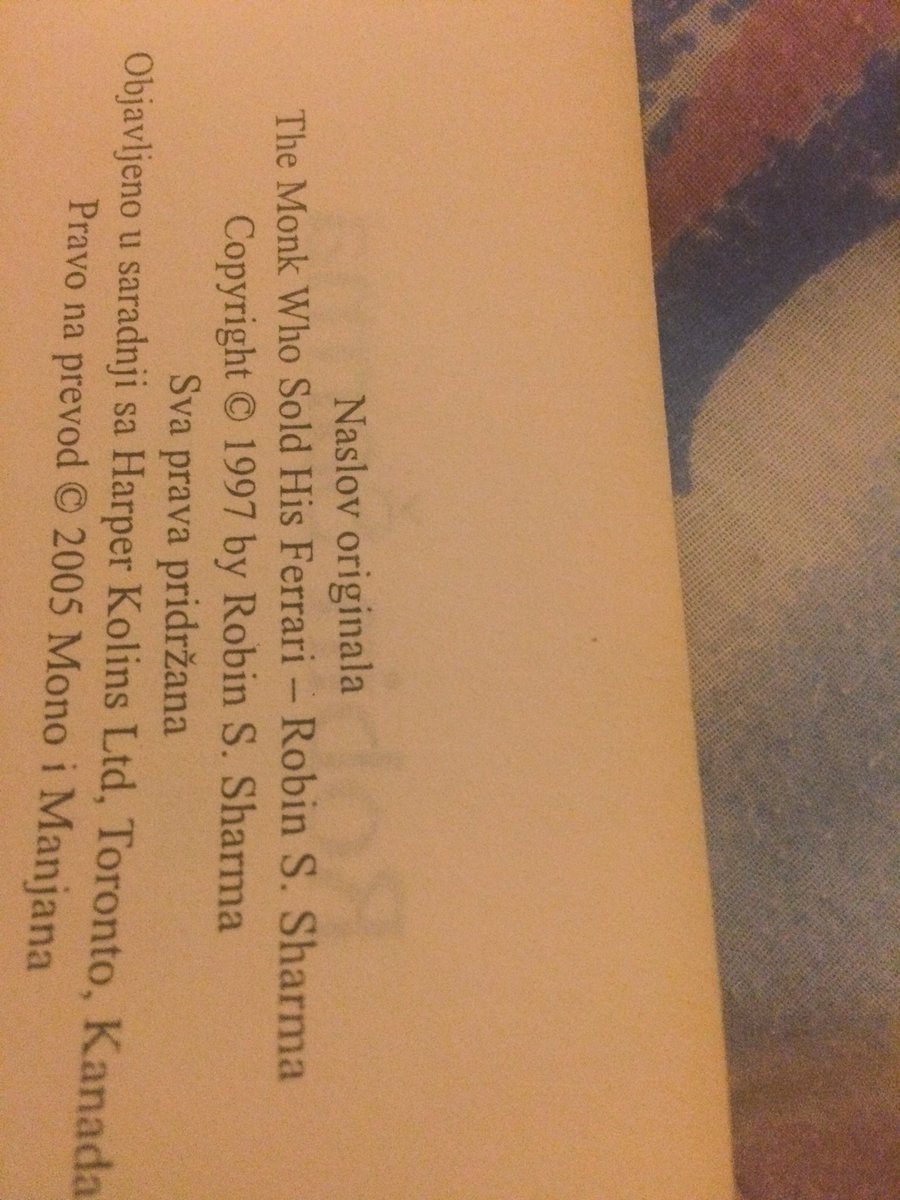 Naslov originala
The Monk Who Sold His Ferrari – Robin S. Sharma
Copyright © 1997 by Robin S. Sharma
Sva prava pridržana
Objavljeno u saradnji sa Harper Kolins Ltd, Toronto, Kanada
Pravo na prevod © 2005 Mono i Manjana